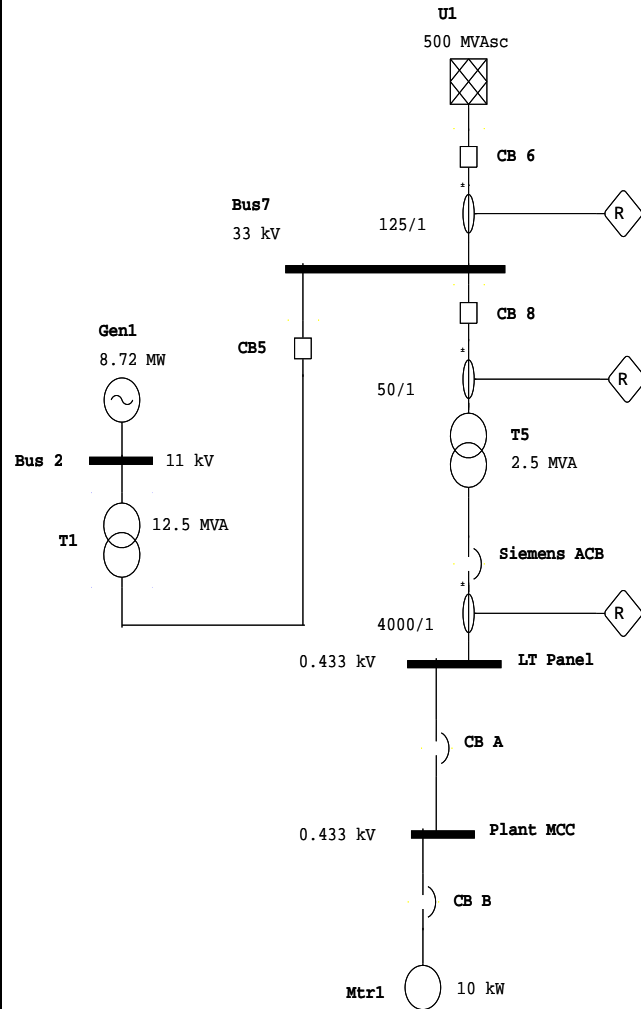 U1
500 MVAsc
CB 6
Bus7
125/1
R
33 kV
CB 8
Gen1
CB5
8.72 MW
50/1
R
T5
Bus 2
11 kV
2.5 MVA
12.5 MVA
T1
Siemens ACB
4000/1
R
0.433 kV
LT Panel
CB A
0.433 kV
Plant MCC
CB B
Mtr1
10 kW